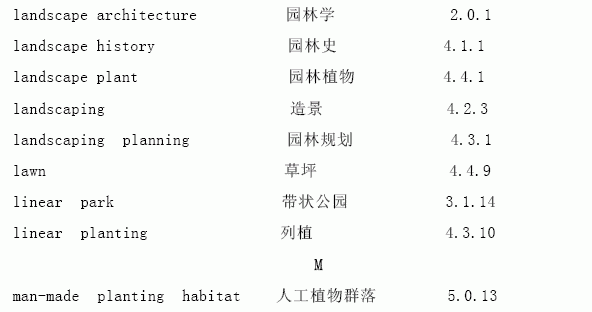 landscape architecture 园林学 2.0.1
landscape history 园林史 4.1.1
landscape plant 园林植物 4.4.1
landscaping 造景 4.2.3
landscaping planning 园林规划 4.3.1
lawn 草坪 4.4.9
linear park 带状公园 3.1.14
linear planting 列植 4.3.10
M
man-made planting habitat 人工植物群落 5.0.13